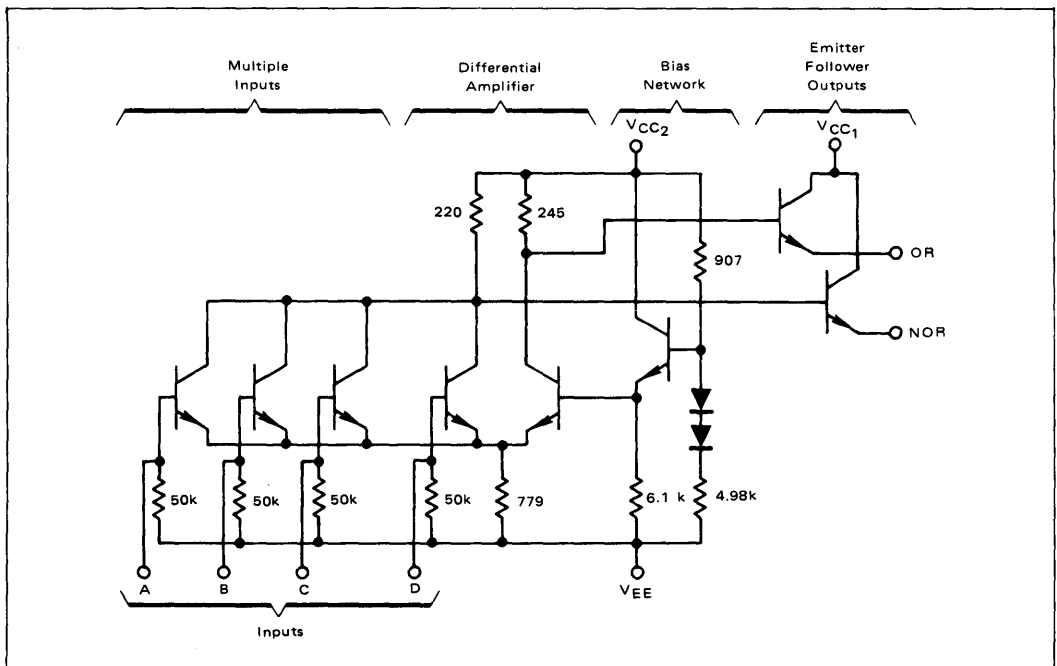 Multiple
Inputs
Differential
Amplifier
Bias
Network
Emitter
Follower
Outputs
VCC2
VCC1
220
245
907
OR
NOR
50k
50k
50k
50k
779
6.1 k
4.98k
A
B
C
D
VEE
Inputs